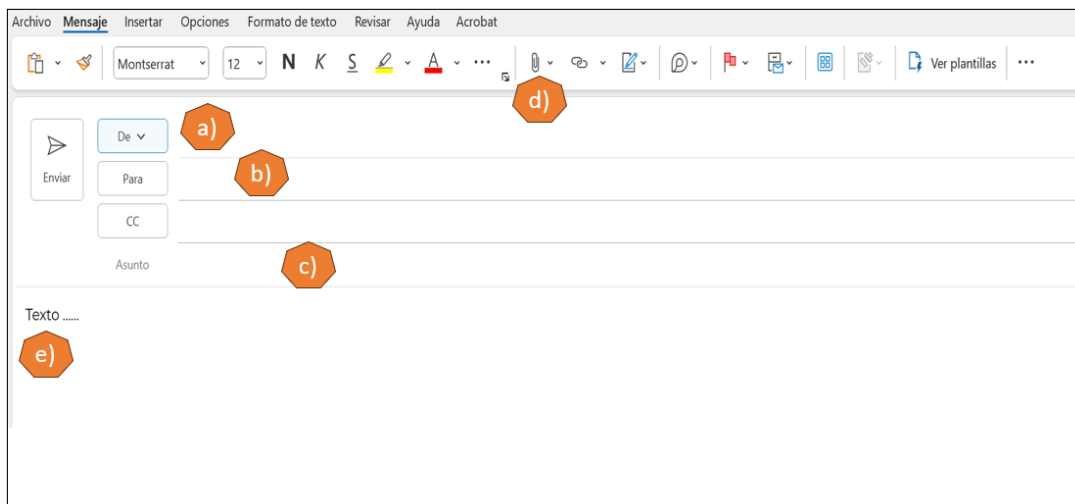 Archivo Mensaje Insertar Opciones Formato de texto Revisar Ayuda Acrobat
Montserrat 12 N K S A ... Ver plantillas ...
d)
De a)
Enviar Para b)
CC
Asunto c)
Texto ......
e)